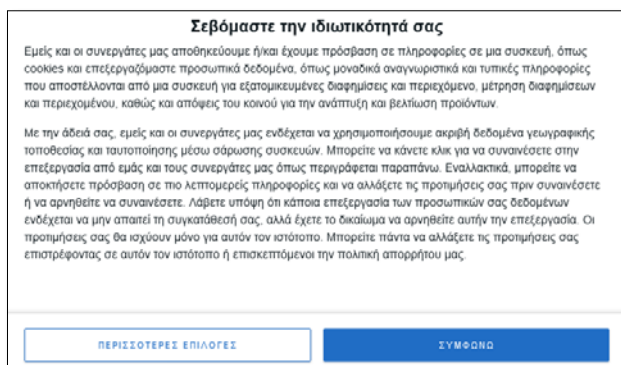 Σεβόμαστε την ιδιωτικότητά σας
Εμείς και οι συνεργάτες μας αποθηκεύουμε ή/και έχουμε πρόσβαση σε πληροφορίες σε μια συσκευή, όπως
cookies και επεξεργαζόμαστε προσωπικά δεδομένα, όπως μοναδικά αναγνωριστικά και τυπικές πληροφορίες
που αποστέλλονται από μια συσκευή για εξατομικευμένες διαφημίσεις και περιεχόμενο, μέτρηση διαφημίσεων
και περιεχομένου, καθώς και απόψεις του κοινού για την ανάπτυξη και βελτίωση προϊόντων.
Με την άδειά σας, εμείς και οι συνεργάτες μας ενδέχεται να χρησιμοποιήσουμε ακριβή δεδομένα γεωγραφικής
τοποθεσίας και ταυτοποίησης μέσω σάρωσης συσκευών. Μπορείτε να κάνετε κλικ για να συναινέσετε στην
επεξεργασία από εμάς και τους συνεργάτες μας όπως περιγράφεται παραπάνω. Εναλλακτικά, μπορείτε να
αποκτήσετε πρόσβαση σε πιο λεπτομερείς πληροφορίες και να αλλάξετε τις προτιμήσεις σας πριν συναινέσετε
ή να αρνηθείτε να συναινέσετε. Λάβετε υπόψη ότι κάποια επεξεργασία των προσωπικών σας δεδομένων
ενδέχεται να μην απαιτεί τη συγκατάθεσή σας, αλλά έχετε το δικαίωμα να αρνηθείτε αυτήν την επεξεργασία. Οι
προτιμήσεις σας θα ισχύουν μόνο για αυτόν τον ιστότοπο. Μπορείτε πάντα να αλλάξετε τις προτιμήσεις σας
επιστρέφοντας σε αυτόν τον ιστότοπο ή επισκεπτόμενοι την πολιτική απορρήτου μας.
ΠΕΡΙΣΣΟΤΕΡΕΣ ΕΠΙΛΟΓΕΣ
ΣΥΜΦΩΝΩ